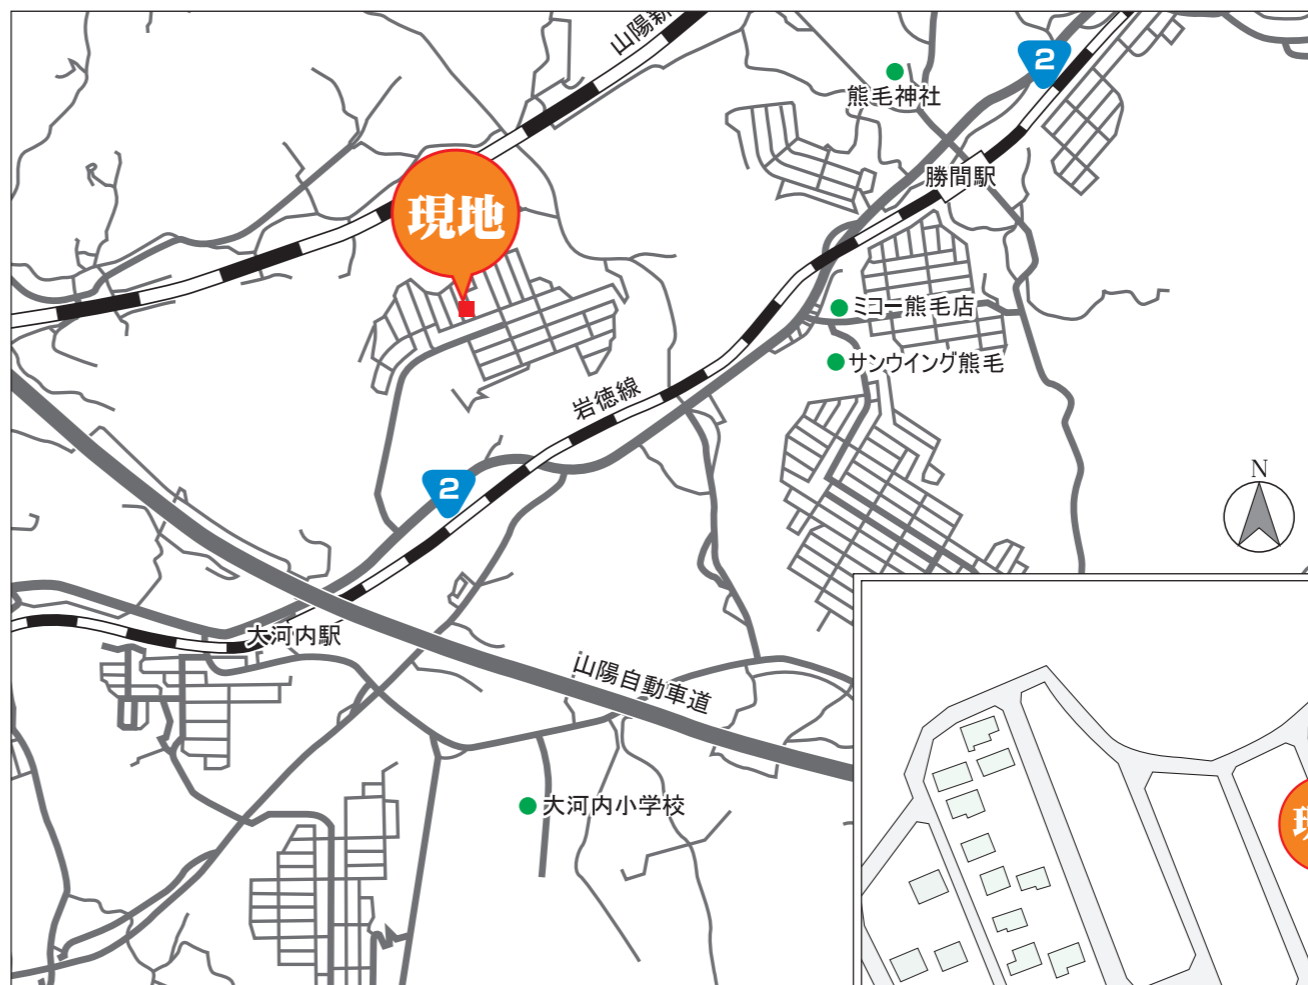 山陽新
2
熊毛神社
勝間駅
現地
ミコー熊毛店
サンウイング熊毛
岩徳線
2
N
大河内駅
山陽自動車道
大河内小学校
現